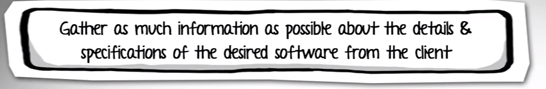 Gather as much information as possible about the details &
specifications of the desired software from the client